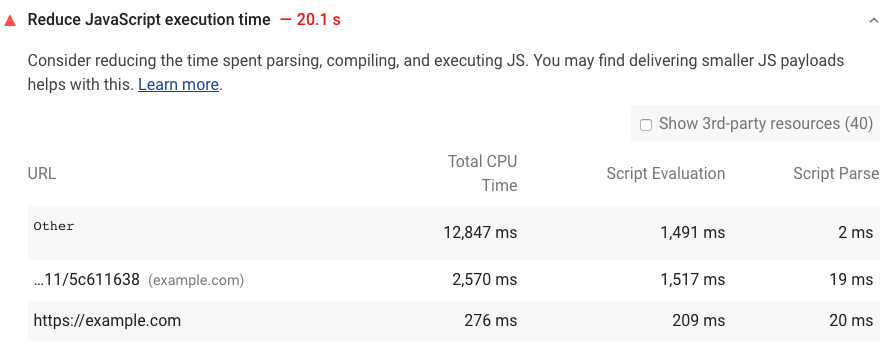 Reduce JavaScript execution time — 20.1 s
Consider reducing the time spent parsing, compiling, and executing JS. You may find delivering smaller JS payloads
helps with this. Learn more.
Show 3rd-party resources (40)
URL Total CPU Time Script Evaluation Script Parse
Other 12,847 ms 1,491 ms 2 ms
…11/5c611638 (example.com) 2,570 ms 1,517 ms 19 ms
https://example.com 276 ms 209 ms 20 ms